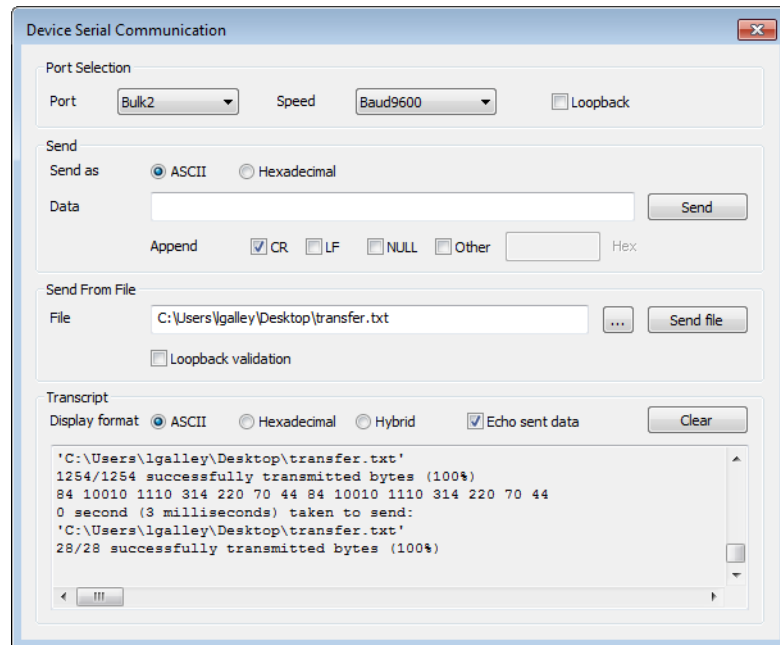 Device Serial Communication
Port Selection
Port Bulk2 Speed Baud9600 Loopback
Send
Send as ASCII Hexadecimal
Data Send
Append CR LF NULL Other Hex
Send From File
File C:\Users\lgalley\Desktop\transfer.txt ... Send file
Loopback validation
Transcript
Display format ASCII Hexadecimal Hybrid Echo sent data Clear
'C:\Users\lgalley\Desktop\transfer.txt'
1254/1254 successfully transmitted bytes (100%)
84 10010 1110 314 220 70 44 84 10010 1110 314 220 70 44
0 second (3 milliseconds) taken to send:
'C:\Users\lgalley\Desktop\transfer.txt'
28/28 successfully transmitted bytes (100%)